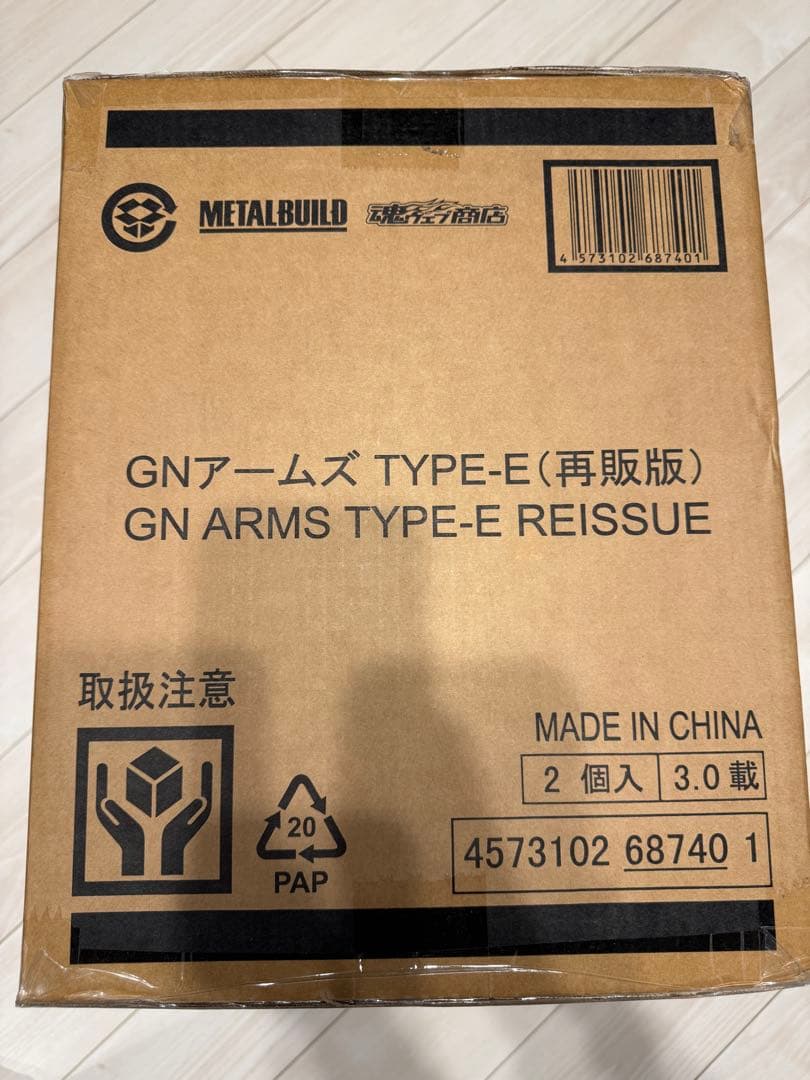 METALBUILD 魂ウェブ商店
4 573102 687401
GNアームズ TYPE-E(再販版)
GN ARMS TYPE-E REISSUE
取扱注意
MADE IN CHINA
2 個入 3.0 載
20
PAP
4573102 68740 1